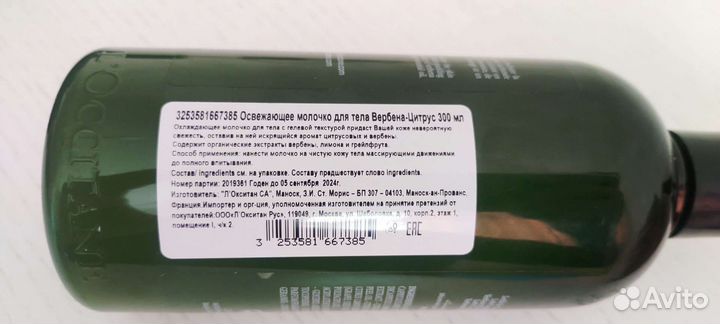 L'OCCITANE
3253581667385 Освежающее молочко для тела Вербена-Цитрус 300 мл
Охлаждающее молочко для тела с гелевой текстурой придаст Вашей коже невероятную
свежесть, оставив на ней искрящийся аромат цитрусовых и вербены.
Содержит органические экстракты вербены, лимона и грейпфрута.
Способ применения: нанести молочко на чистую кожу тела массирующими движениями
до полного впитывания.
Состав/ ingredients см. на упаковке. Составу предшествует слово ingredients.
Номер партии: 2019361 Годен до 05 сентября 2024г.
Изготовитель: "Л'Окситан СА", Маноск, З.И. Ст. Морис – БП 307 – 04103, Маноск-ан-Прованс,
Франция.Импортер и орг-ция, уполномоченная изготовителем на принятие претензий от
покупателей:ООО«Л'Окситан Рус», 119049, г. Москва, ул. Шаболовка, д. 10, корп.2, этаж 1,
помещение I, ч/к 2.
EAC
3 253581 667385
Avito